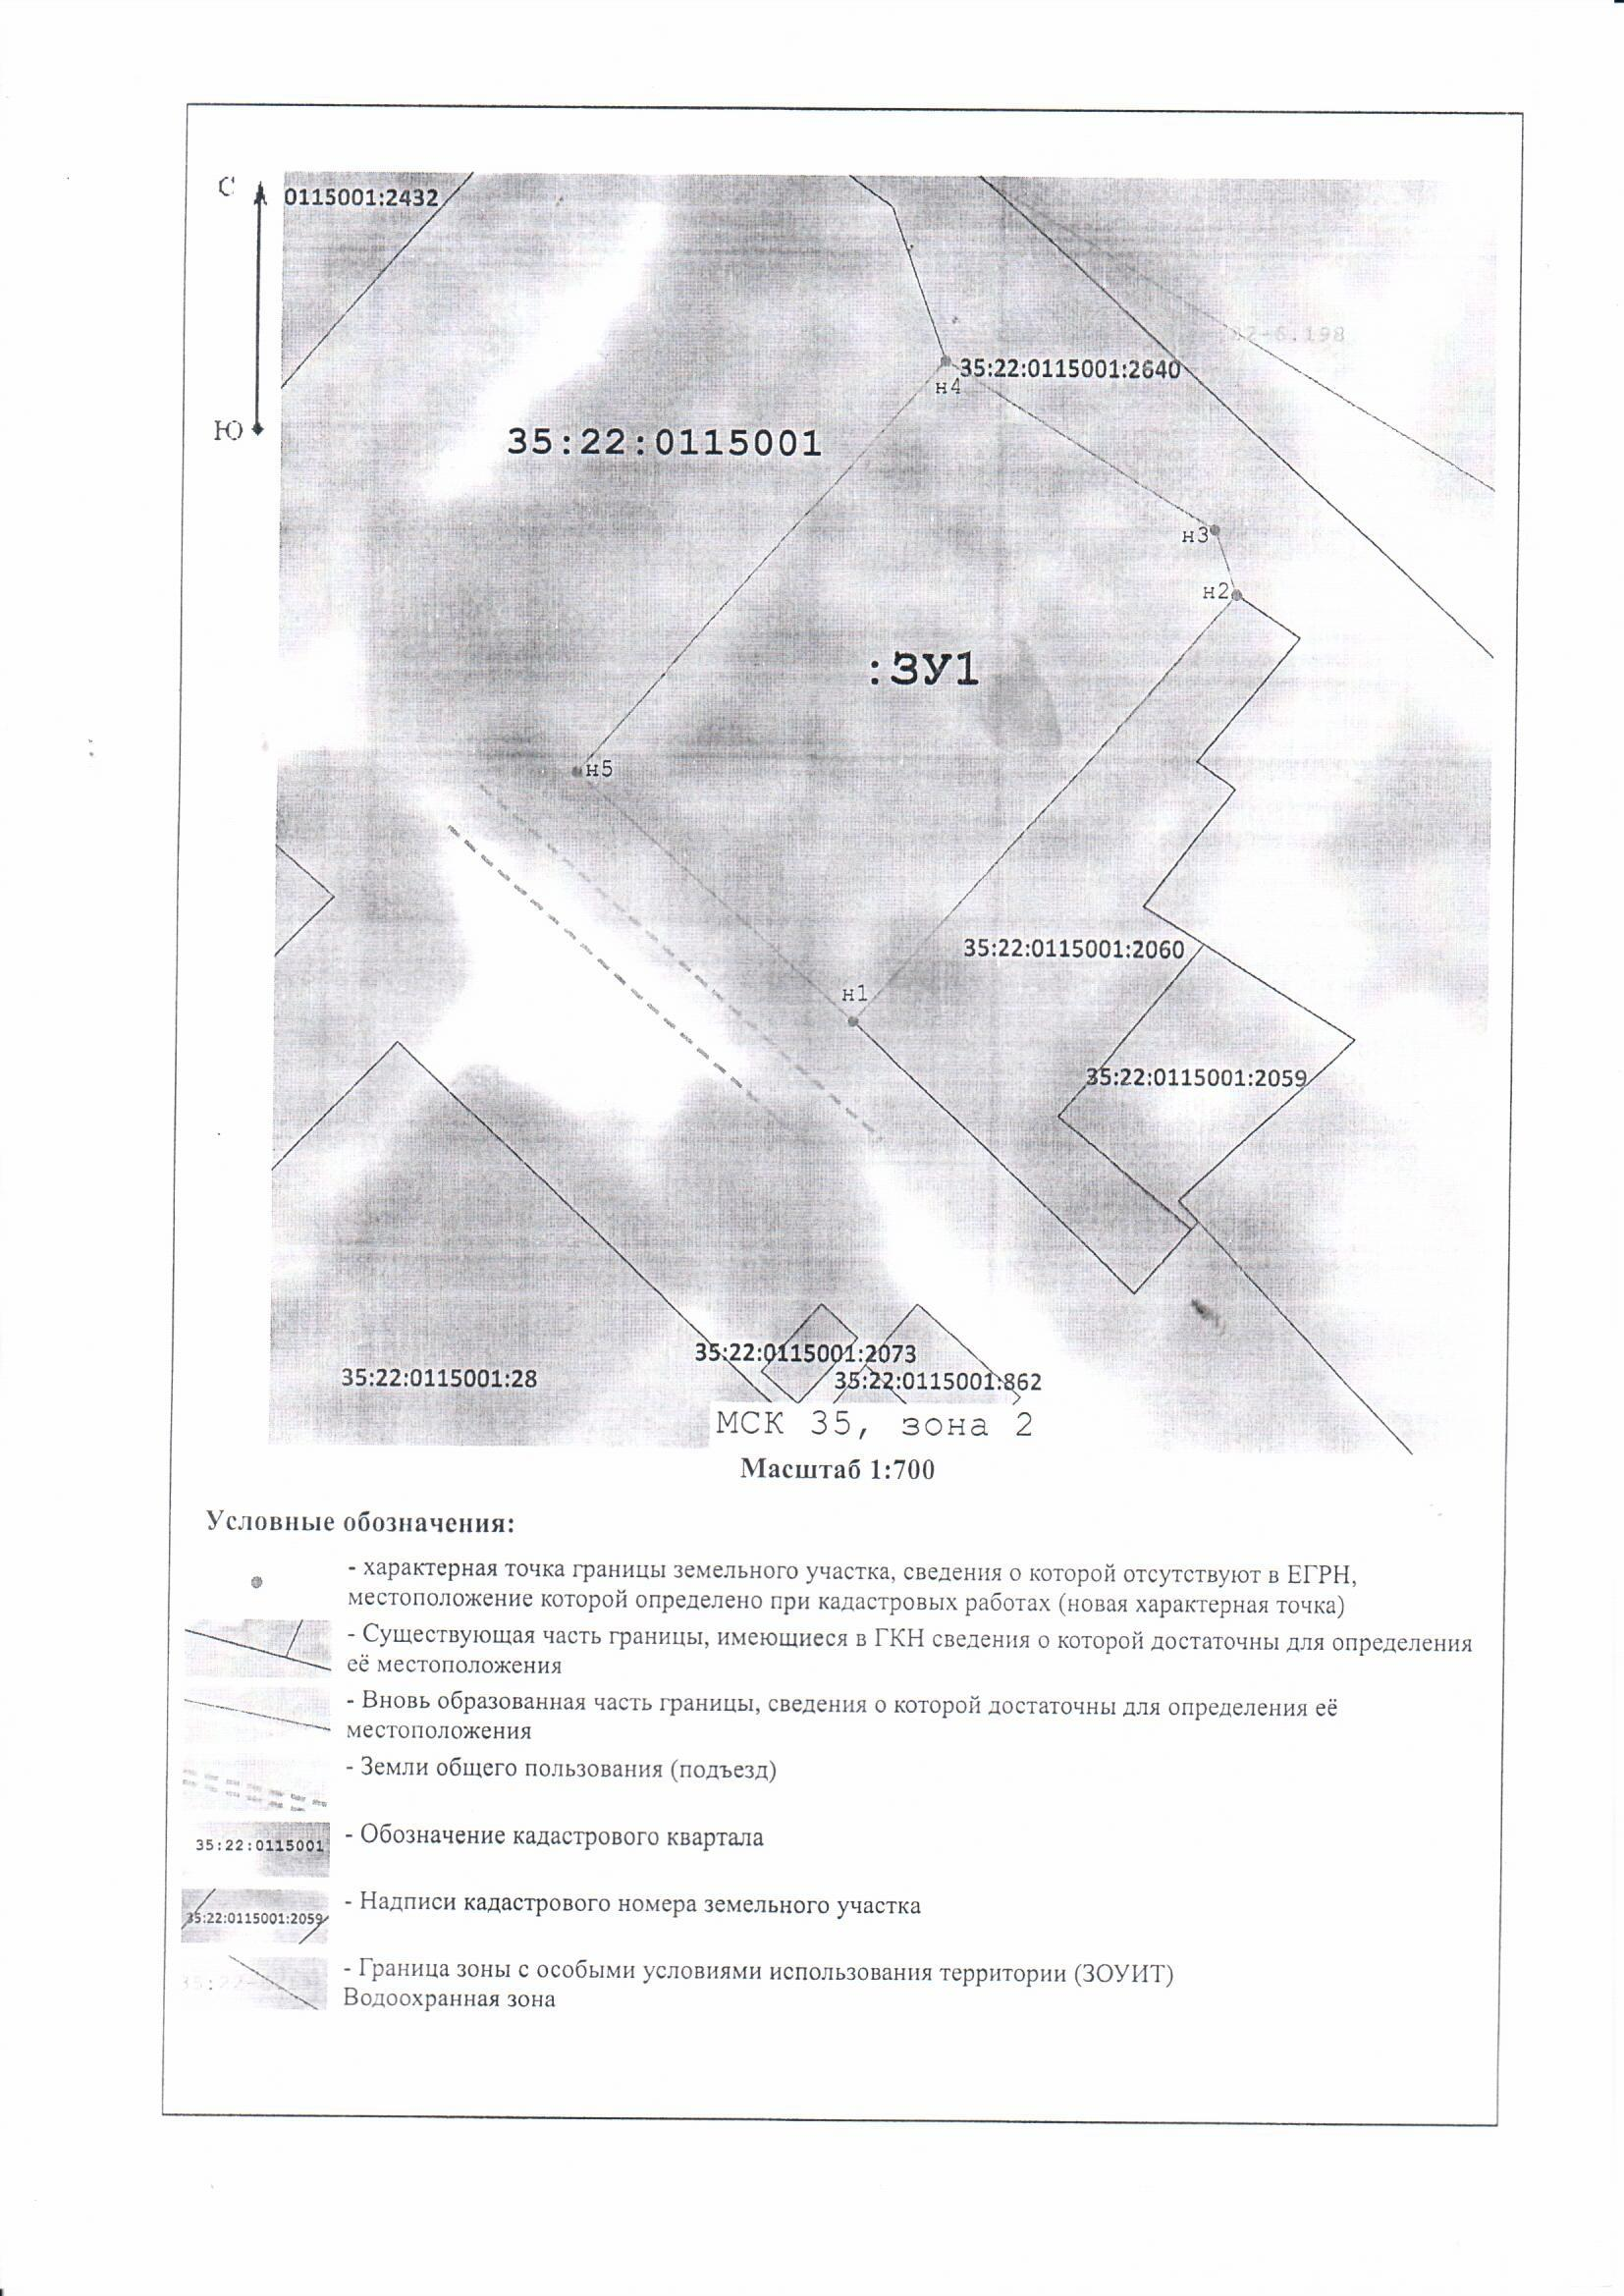 С
0115001:2432
35:22:0115001:2640
н4
Ю
35:22:0115001
н3
н2
:ЗУ1
н5
35:22:0115001:2060
н1
35:22:0115001:2059
35:22:0115001:2073
35:22:0115001:28
35:22:0115001:862
МСК 35, зона 2
Масштаб 1:700
Условные обозначения:
- характерная точка границы земельного участка, сведения о которой отсутствуют в ЕГРН,
местоположение которой определено при кадастровых работах (новая характерная точка)
- Существующая часть границы, имеющиеся в ГКН сведения о которой достаточны для определения
её местоположения
- Вновь образованная часть границы, сведения о которой достаточны для определения её
местоположения
- Земли общего пользования (подъезд)
35:22:0115001
- Обозначение кадастрового квартала
35:22:0115001:2059
- Надписи кадастрового номера земельного участка
- Граница зоны с особыми условиями использования территории (ЗОУИТ)
Водоохранная зона